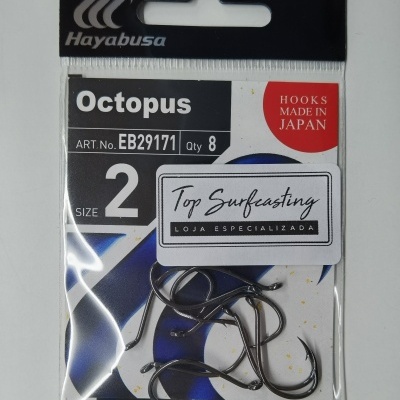 Hayabusa
Octopus
HOOKS
MADE IN
JAPAN
ART No. EB29171 Qty 8
SIZE 2
Top Surfcasting
LOJA ESPECIALIZADA